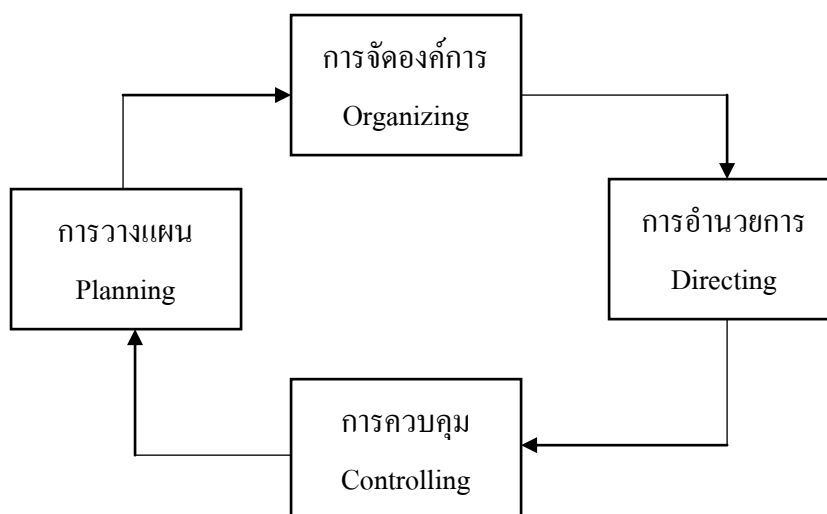 การจัดองค์การ
Organizing
การวางแผน
Planning
การอำนวยการ
Directing
การควบคุม
Controlling